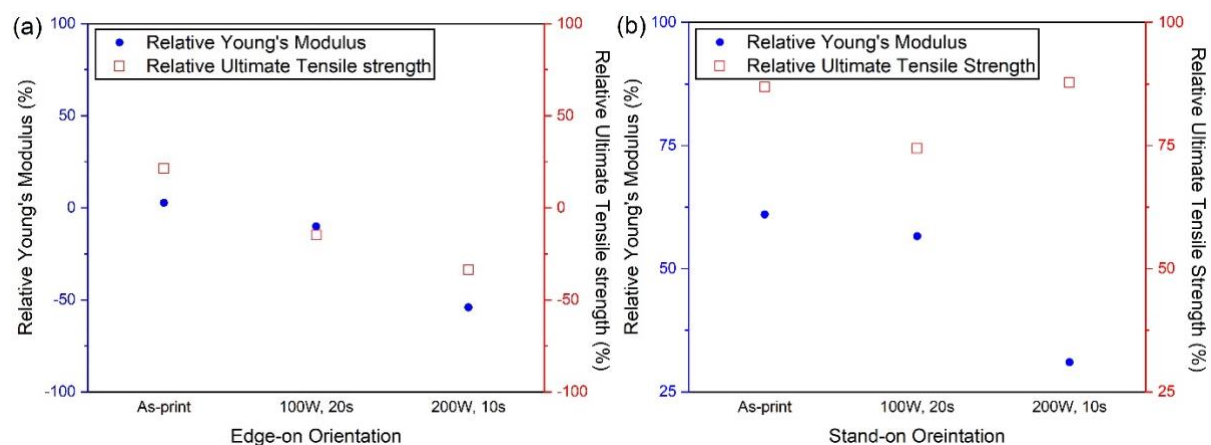 (a)
Relative Young's Modulus
Relative Ultimate Tensile strength
Relative Young's Modulus (%)
100
50
0
-50
-100
100
50
0
-50
-100
Relative Ultimate Tensile strength (%)
As-print 100W, 20s 200W, 10s
Edge-on Orientation
(b)
Relative Young's Modulus
Relative Ultimate Tensile Strength
Relative Young's Modulus (%)
100
75
50
25
100
75
50
25
Relative Ultimate Tensile Strength (%)
As-print 100W, 20s 200W, 10s
Stand-on Oreintation